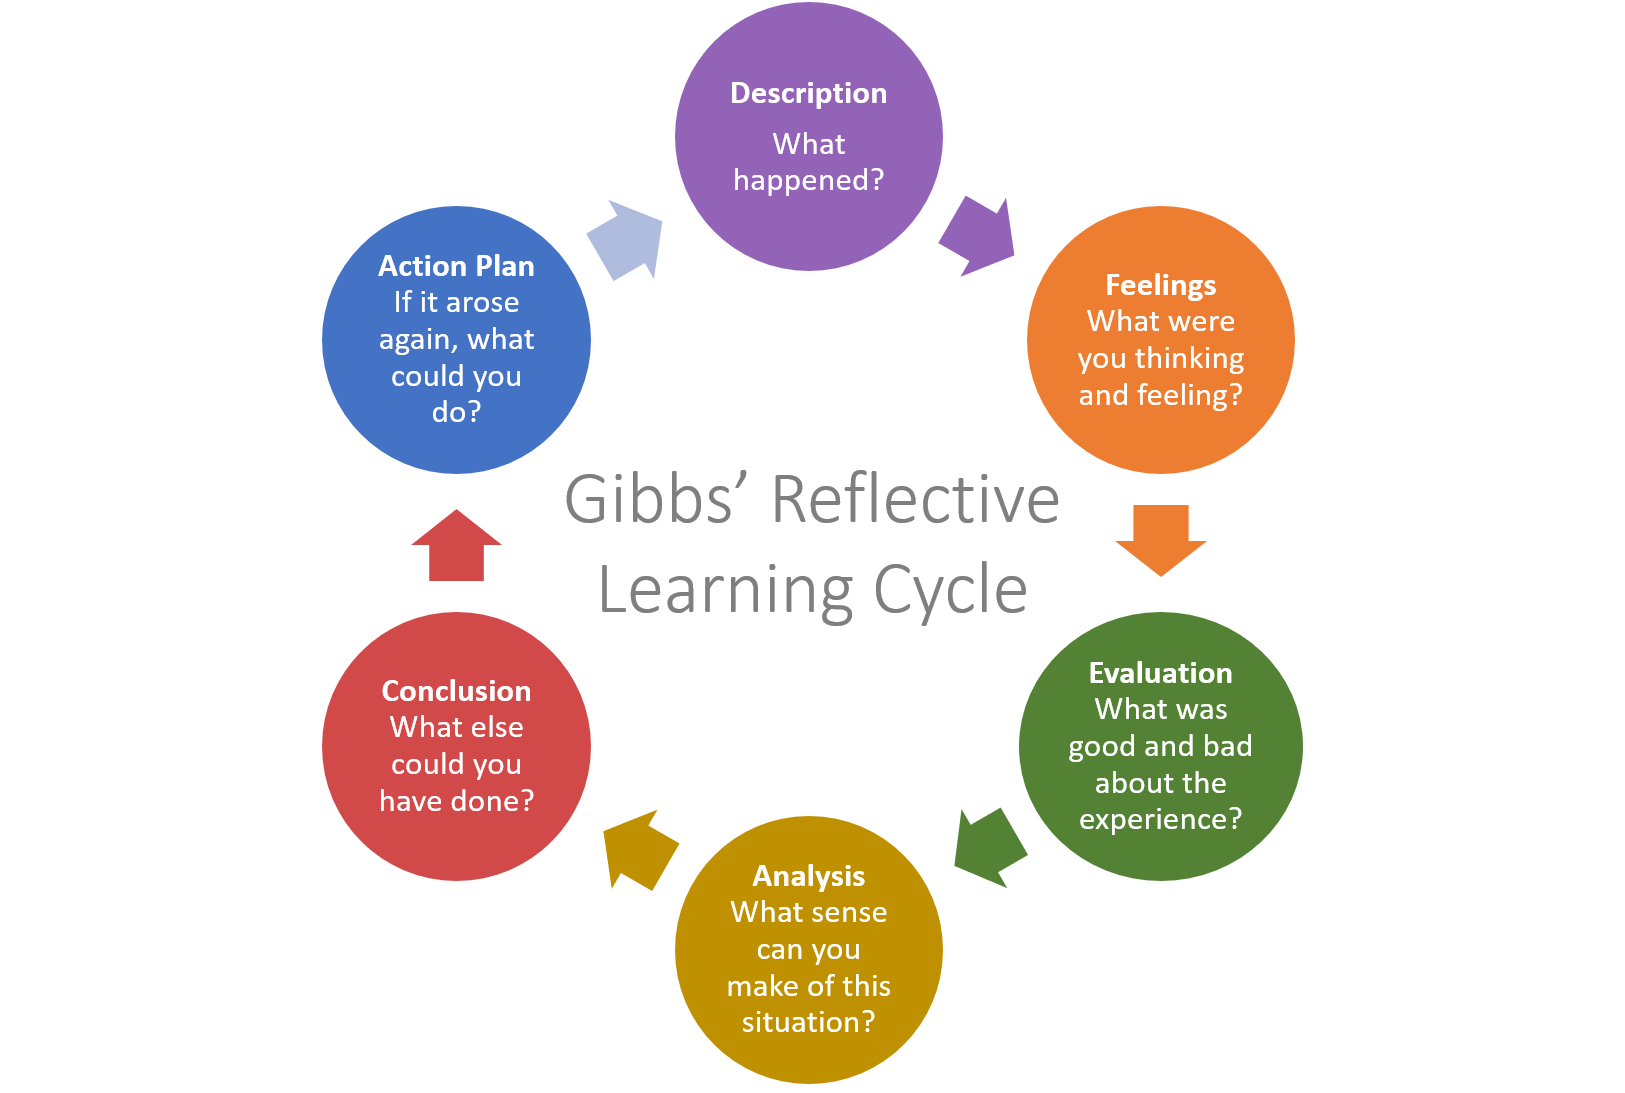 Description
What
happened?
Feelings
What were
you thinking
and feeling?
Evaluation
What was
good and bad
about the
experience?
Analysis
What sense
can you
make of this
situation?
Conclusion
What else
could you
have done?
Action Plan
If it arose
again, what
could you
do?
Gibbs’ Reflective
Learning Cycle